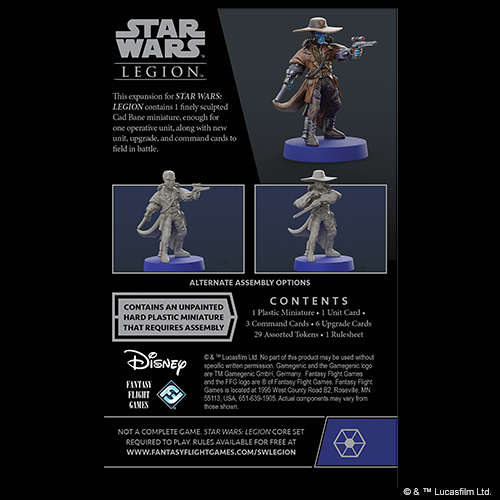 STAR
WARS
LEGION™
This expansion for STAR WARS:
LEGION contains 1 finely sculpted
Cad Bane miniature, enough for
one operative unit, along with new
unit, upgrade, and command cards to
field in battle.
ALTERNATE ASSEMBLY OPTIONS
CONTAINS AN UNPAINTED
HARD PLASTIC MINIATURE
THAT REQUIRES ASSEMBLY
CONTENTS
1 Plastic Miniature • 1 Unit Card •
3 Command Cards • 6 Upgrade Cards
29 Assorted Tokens • 1 Rulesheet
Disney
FANTASY
FLIGHT
GAMES
© & ™ Lucasfilm Ltd. No part of this product may be used without
specific written permission. Gamegenic and the Gamegenic logo
are TM Gamegenic GmbH, Germany. Fantasy Flight Games
and the FFG logo are ® of Fantasy Flight Games. Fantasy Flight
Games is located at 1995 West County Road B2, Roseville, MN
55113, USA, 651-639-1905. Actual components may vary from
those shown.
NOT A COMPLETE GAME. STAR WARS: LEGION CORE SET
REQUIRED TO PLAY. RULES AVAILABLE FOR FREE AT
WWW.FANTASYFLIGHTGAMES.COM/SWLEGION
© & ™ Lucasfilm Ltd.